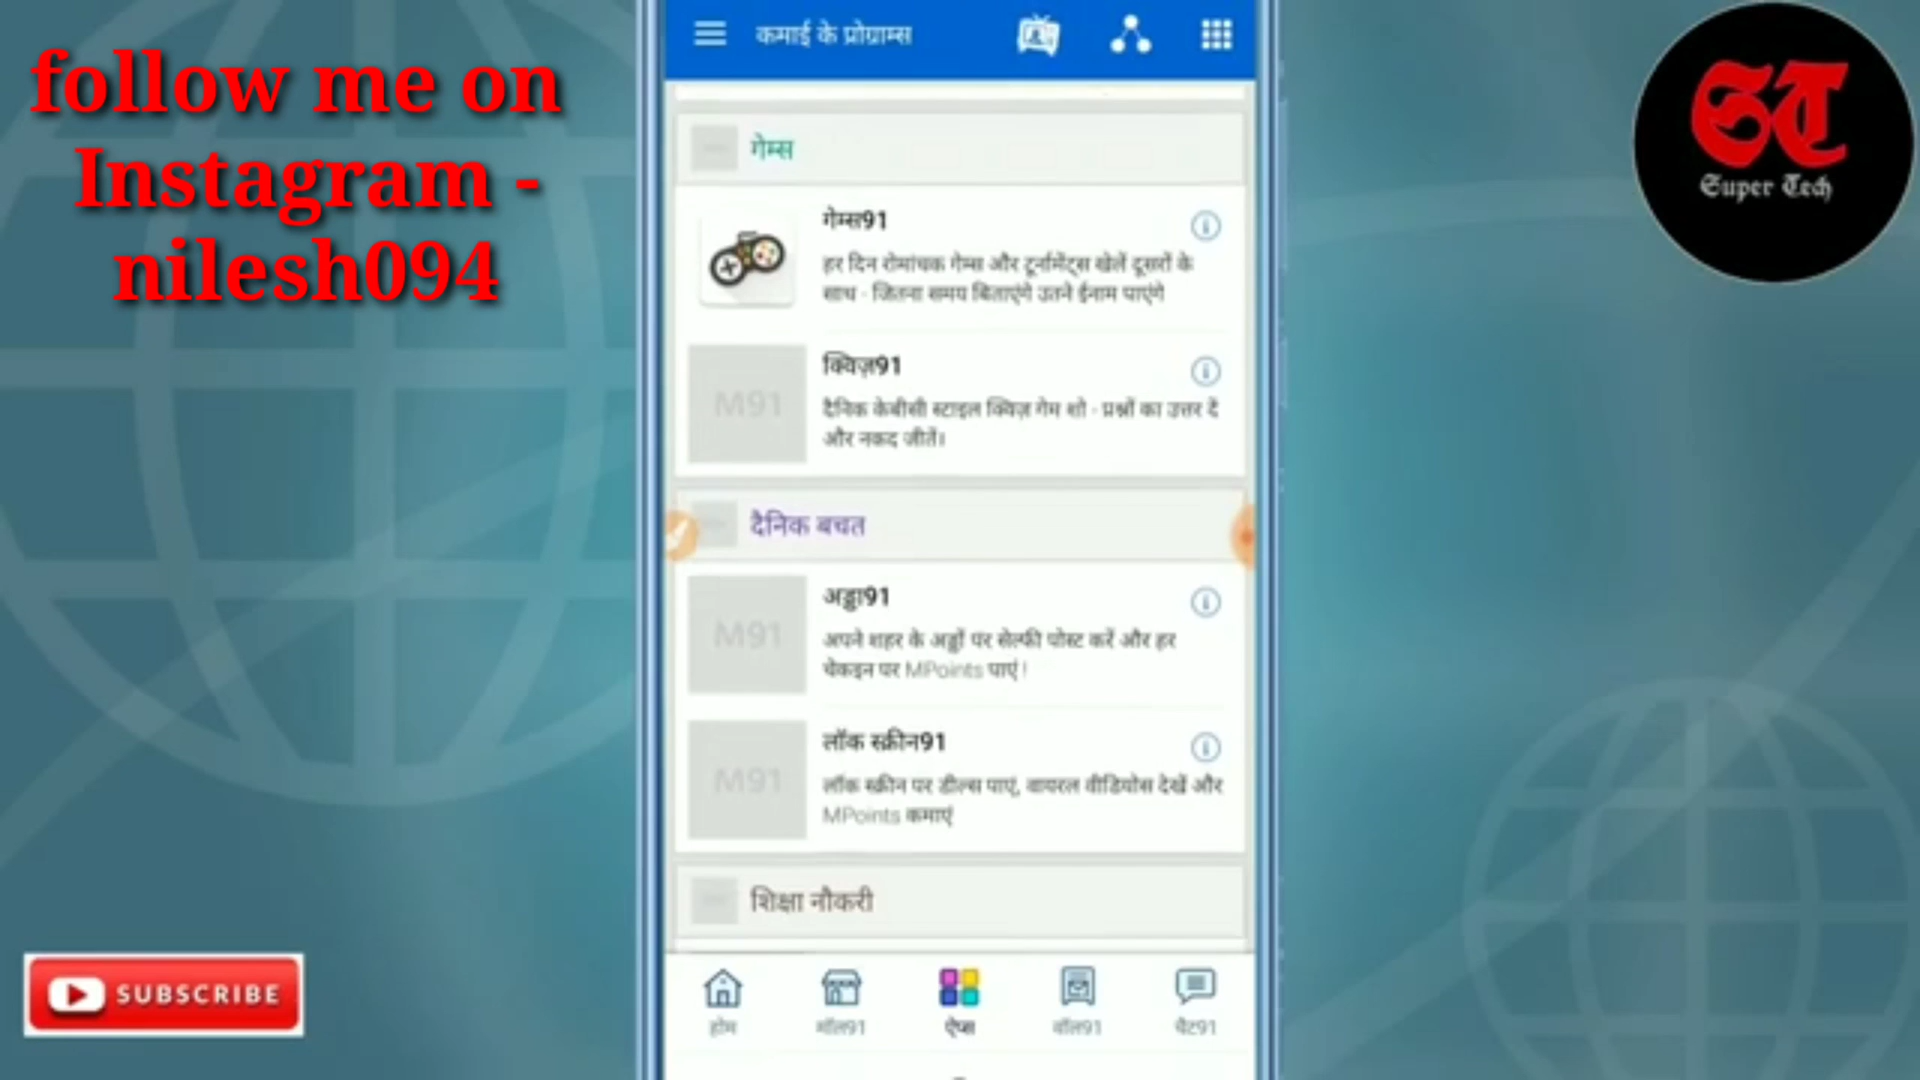 follow me on
Instagram -
nilesh094
ST
Super Tech
कमाई के प्रोग्राम्स
गेम्स
गेम्स91
हर दिन रोमांचक गेम्स और टूर्नामेंट्स खेलें दूसरों के
साथ - जितना समय बिताएंगे उतने ईनाम पाएंगे
क्विज़91
M91
दैनिक केबीसी स्टाइल क्विज़ गेम शो - प्रश्नों का उत्तर दें
और नकद जीतें।
दैनिक बचत
अड्डा91
M91
अपने शहर के अड्डों पर सेल्फी पोस्ट करें और हर
चेकइन पर MPoints पाएं !
लॉक स्क्रीन91
M91
लॉक स्क्रीन पर डील्स पाएं, वायरल वीडियोस देखें और
MPoints कमाएं
शिक्षा नौकरी
होम
मॉल91
ऐप्स
वॉल91
चैट91
SUBSCRIBE